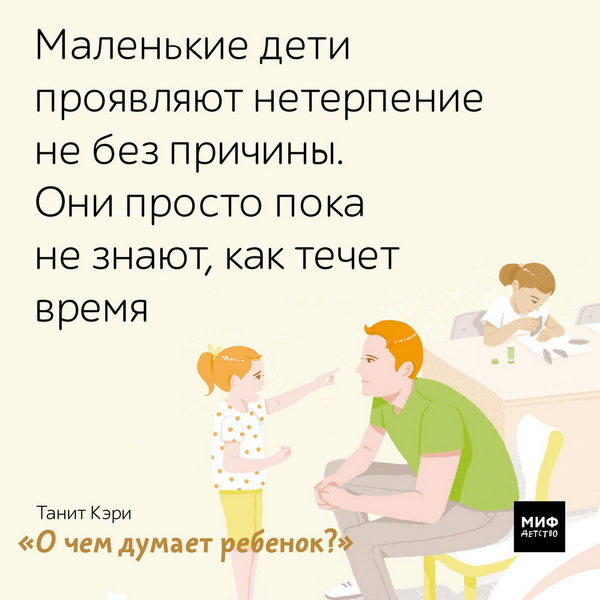 Маленькие дети
проявляют нетерпение
не без причины.
Они просто пока
не знают, как течет
время
Танит Кэри
«О чем думает ребенок?»
МИФ
ДЕТСТВО